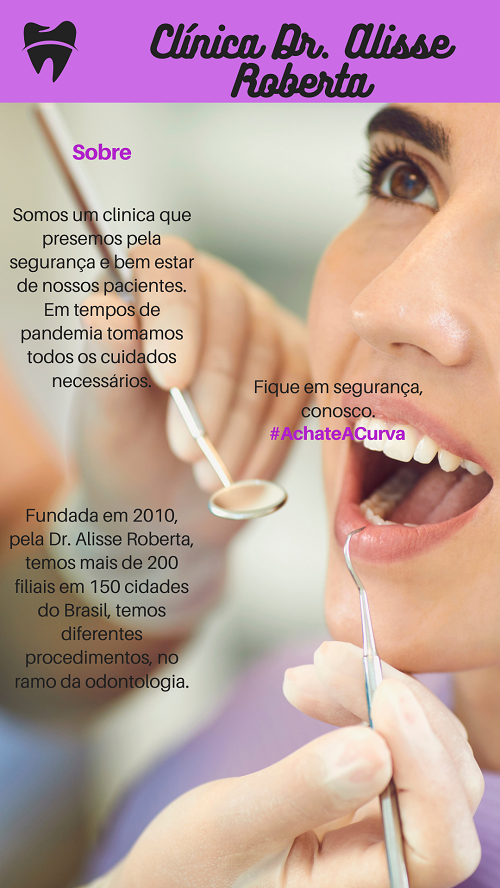 Clínica Dr. Alisse
Roberta
Sobre
Somos um clinica que
presemos pela
segurança e bem estar
de nossos pacientes.
Em tempos de
pandemia tomamos
todos os cuidados
necessários.
Fique em segurança,
conosco.
#AchateACurva
Fundada em 2010,
pela Dr. Alisse Roberta,
temos mais de 200
filiais em 150 cidades
do Brasil, temos
diferentes
procedimentos, no
ramo da odontologia.